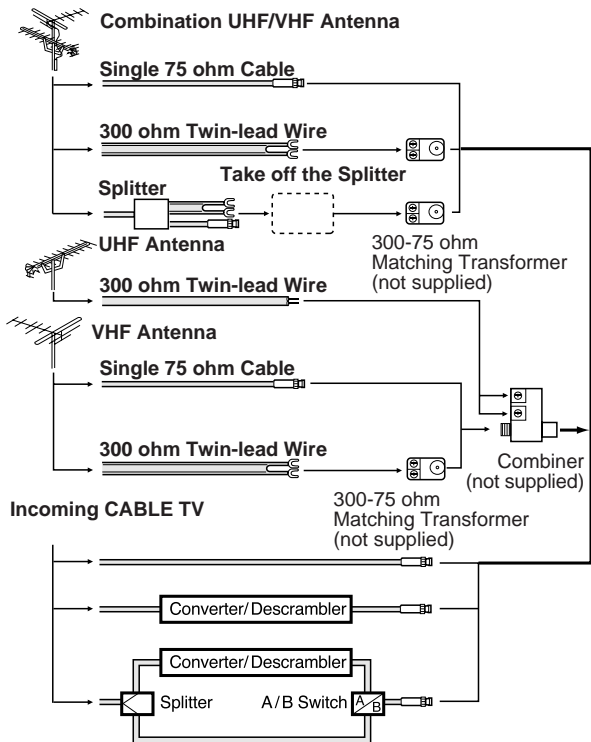 Combination UHF/VHF Antenna
Single 75 ohm Cable
300 ohm Twin-lead Wire
Take off the Splitter
Splitter
UHF Antenna
300-75 ohm
Matching Transformer
(not supplied)
300 ohm Twin-lead Wire
VHF Antenna
Single 75 ohm Cable
300 ohm Twin-lead Wire
Combiner
(not supplied)
Incoming CABLE TV
300-75 ohm
Matching Transformer
(not supplied)
Converter/Descrambler
Converter/Descrambler
Splitter
A/B Switch
A/B